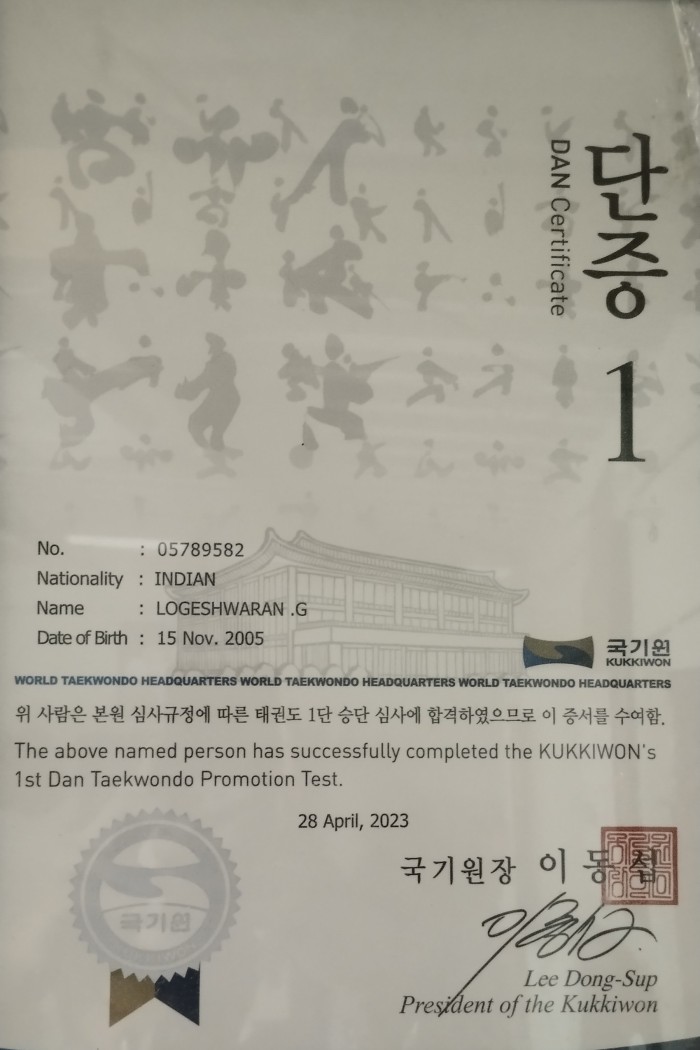 단증
DAN Certificate
1
No. : 05789582
Nationality : INDIAN
Name : LOGESHWARAN .G
Date of Birth : 15 Nov. 2005
국기원
KUKKIWON
WORLD TAEKWONDO HEADQUARTERS WORLD TAEKWONDO HEADQUARTERS WORLD TAEKWONDO HEADQUARTERS
위 사람은 본원 심사규정에 따른 태권도 1단 승단 심사에 합격하였으므로 이 증서를 수여함.
The above named person has successfully completed the KUKKIWON's
1st Dan Taekwondo Promotion Test.
28 April, 2023
국기원장 이 동 섭
국기원
KUKKIWON
Lee Dong-Sup
President of the Kukkiwon